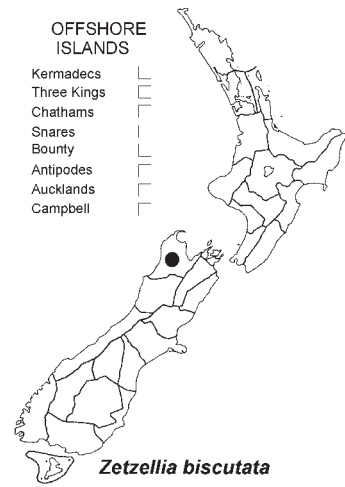 OFFSHORE
ISLANDS
Kermadecs
Three Kings
Chathams
Snares
Bounty
Antipodes
Aucklands
Campbell
Zetzellia biscutata